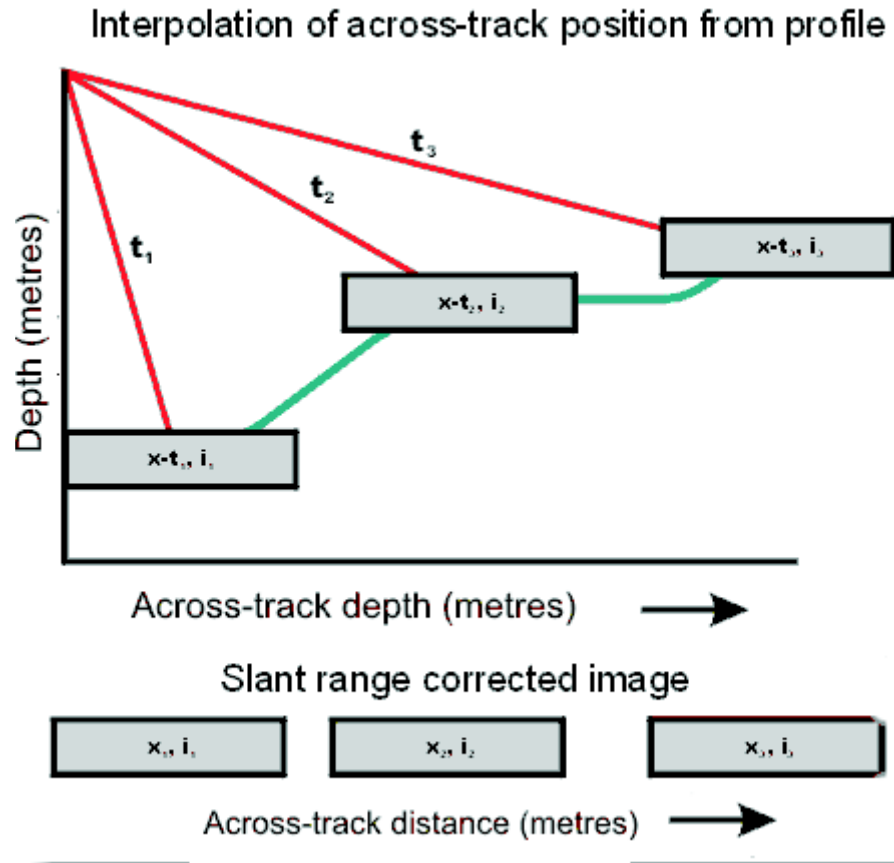 Interpolation of across-track position from profile
t₃
t₂
t₁
Depth (metres)
x-t₃, i₃
x-t₂, i₂
x-t₁, i₁
Across-track depth (metres)
Slant range corrected image
x₁, i₁
x₂, i₂
x₃, i₃
Across-track distance (metres)